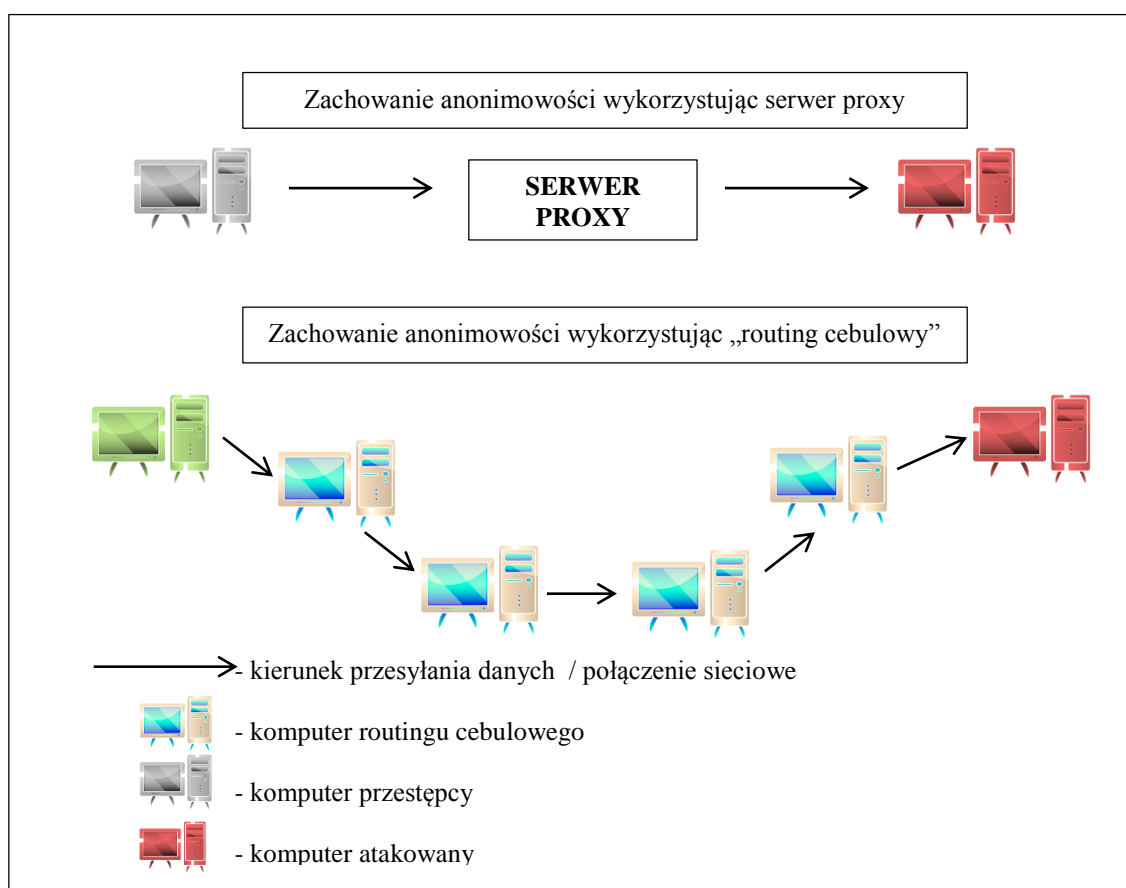 Zachowanie anonimowości wykorzystując serwer proxy
SERWER
PROXY
Zachowanie anonimowości wykorzystując „routing cebulowy”
- kierunek przesyłania danych / połączenie sieciowe
- komputer routingu cebulowego
- komputer przestępcy
- komputer atakowany